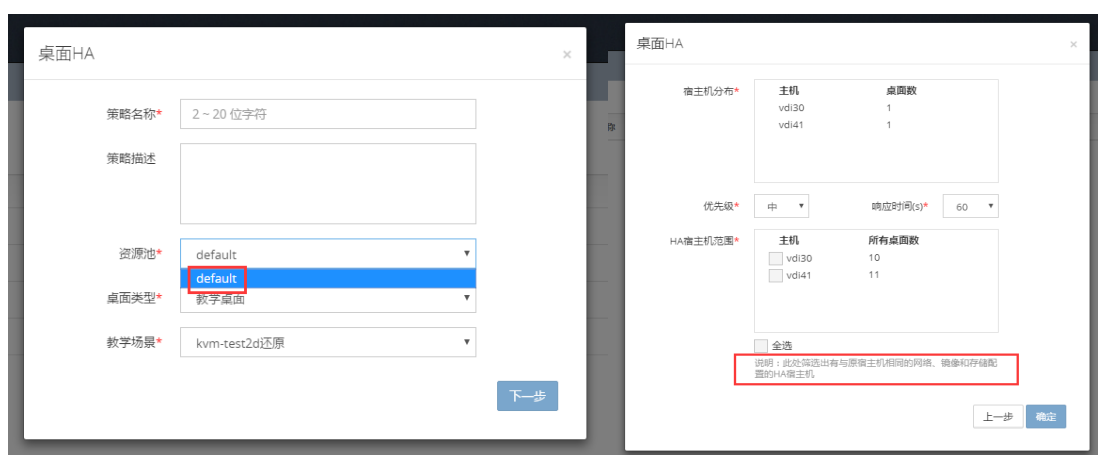 桌面HA ×
策略名称* 2 ~ 20 位字符
策略描述
资源池* default
default
桌面类型* 教学桌面
教学场景* kvm-test2d还原
下一步
桌面HA ×
宿主机分布* 主机 桌面数
vdi30 1
vdi41 1
优先级* 中 响应时间(s)* 60
HA宿主机范围* 主机 所有桌面数
vdi30 10
vdi41 11
全选
说明：此处筛选出有与原宿主机相同的网络、镜像和存储配
置的HA宿主机
上一步 确定